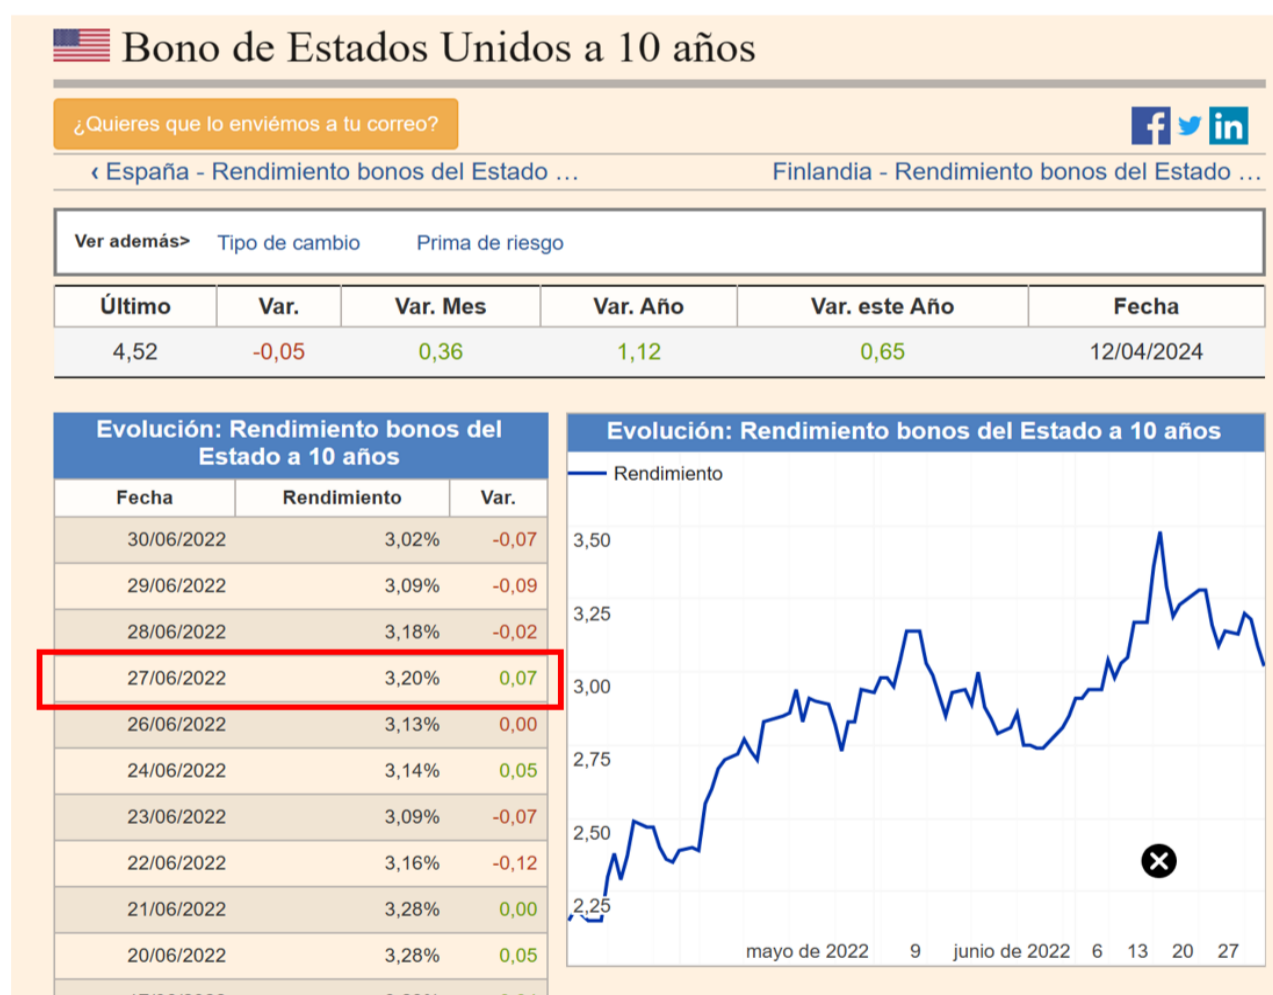 Bono de Estados Unidos a 10 años
¿Quieres que lo enviémos a tu correo?
f in
‹ España - Rendimiento bonos del Estado … Finlandia - Rendimiento bonos del Estado …
Ver además> Tipo de cambio Prima de riesgo
Último Var. Var. Mes Var. Año Var. este Año Fecha
4,52 -0,05 0,36 1,12 0,65 12/04/2024
Evolución: Rendimiento bonos del
Estado a 10 años
Fecha Rendimiento Var.
30/06/2022 3,02% -0,07
29/06/2022 3,09% -0,09
28/06/2022 3,18% -0,02
27/06/2022 3,20% 0,07
26/06/2022 3,13% 0,00
24/06/2022 3,14% 0,05
23/06/2022 3,09% -0,07
22/06/2022 3,16% -0,12
21/06/2022 3,28% 0,00
20/06/2022 3,28% 0,05
Evolución: Rendimiento bonos del Estado a 10 años
Rendimiento
3,50
3,25
3,00
2,75
2,50
2,25
mayo de 2022 9 junio de 2022 6 13 20 27